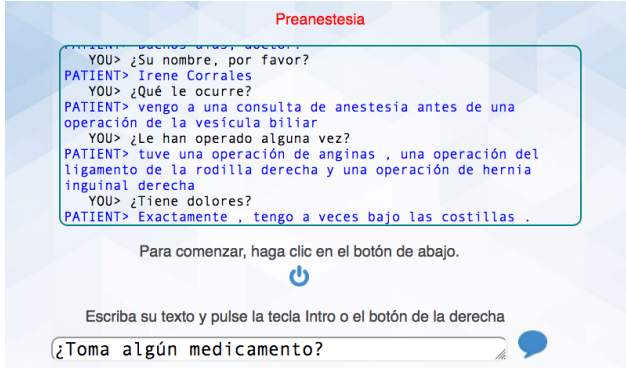 Preanestesia
PATIENT> Buenos días, doctor.
YOU> ¿Su nombre, por favor?
PATIENT> Irene Corrales
YOU> ¿Qué le ocurre?
PATIENT> vengo a una consulta de anestesia antes de una
operación de la vesícula biliar
YOU> ¿Le han operado alguna vez?
PATIENT> tuve una operación de anginas , una operación del
ligamento de la rodilla derecha y una operación de hernia
inguinal derecha
YOU> ¿Tiene dolores?
PATIENT> Exactamente , tengo a veces bajo las costillas .
Para comenzar, haga clic en el botón de abajo.
Escriba su texto y pulse la tecla Intro o el botón de la derecha
¿Toma algún medicamento?